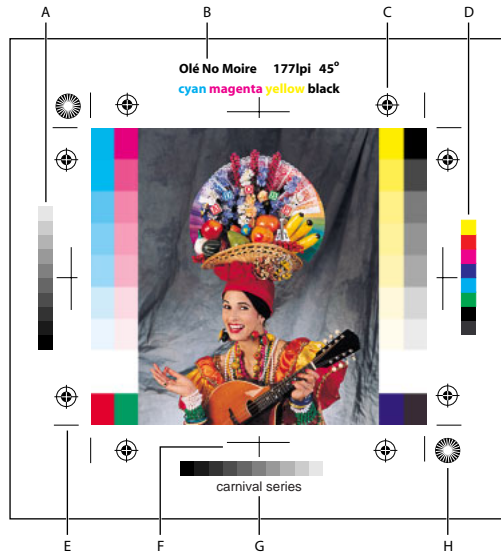 A B C D
Olé No Moire 177lpi 45°
cyan magenta yellow black
carnival series
E F G H